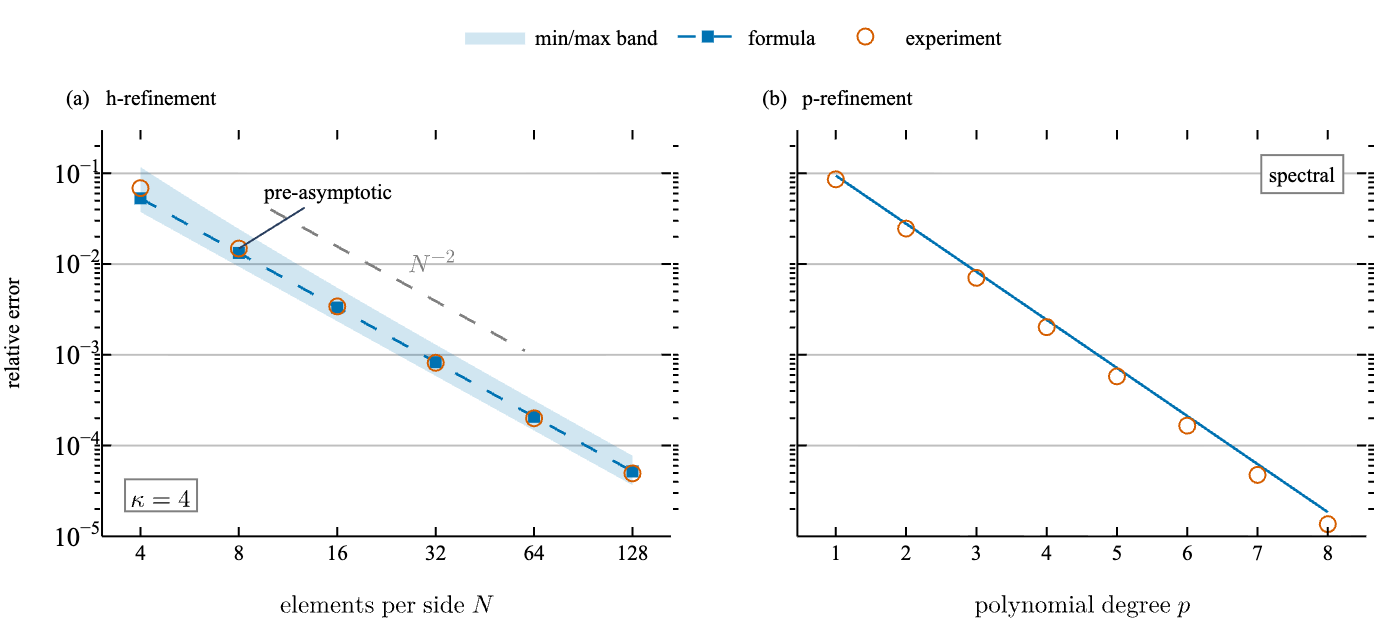 min/max band formula experiment
(a) h-refinement
(b) p-refinement
10⁻¹
10⁻²
10⁻³
10⁻⁴
10⁻⁵
relative error
pre-asymptotic
N⁻²
κ = 4
4 8 16 32 64 128
elements per side N
spectral
1 2 3 4 5 6 7 8
polynomial degree p